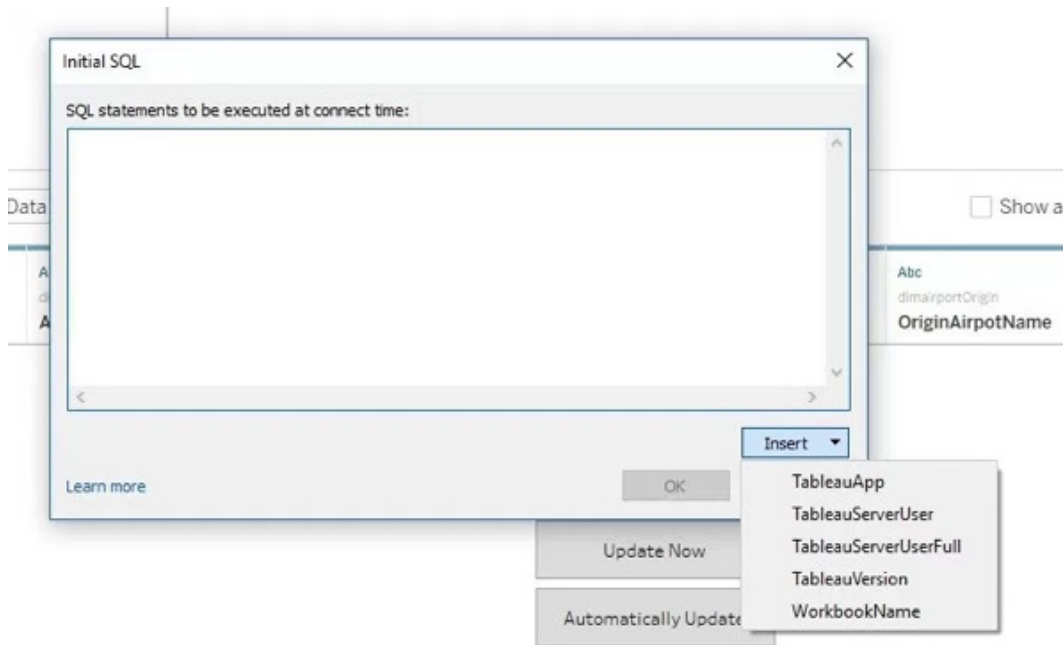 Initial SQL
SQL statements to be executed at connect time:
Data
Show a
A
A
Abc
dimairportOrigin
OriginAirpotName
Insert
Learn more
OK
TableauApp
TableauServerUser
TableauServerUserFull
TableauVersion
WorkbookName
Update Now
Automatically Update